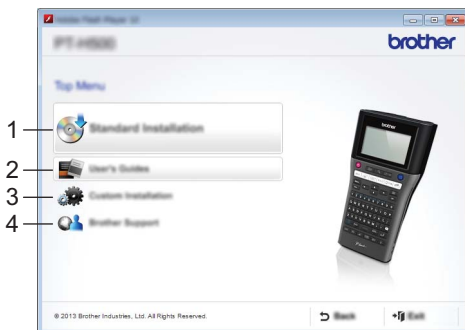 brother
Top Menu
1
Standard Installation
2
User's Guides
3
Custom Installation
4
Brother Support
© 2013 Brother Industries, Ltd. All Rights Reserved.
Back
Exit